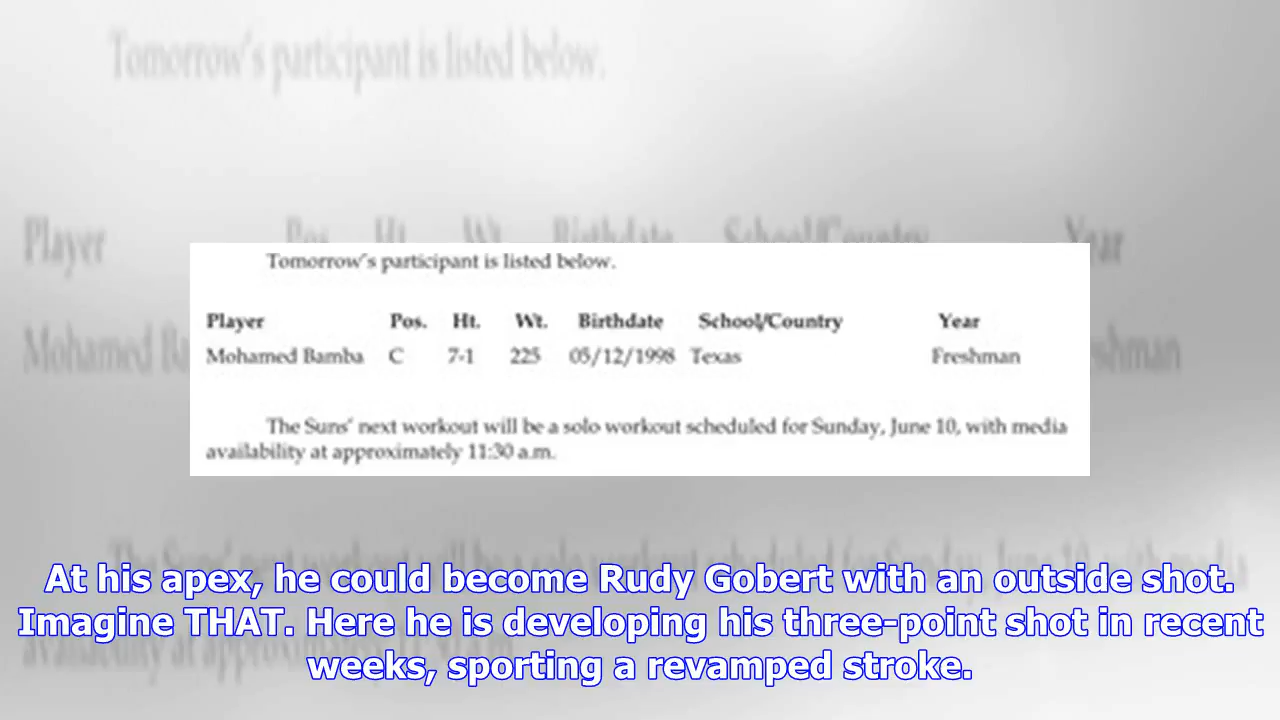 Tomorrow's participant is listed below.
Player Pos. Ht. Wt. Birthdate School/Country Year
Mohamed Bamba C 7-1 225 05/12/1998 Texas Freshman
The Suns' next workout will be a solo workout scheduled for Sunday, June 10, with media
availability at approximately 11:30 a.m.
At his apex, he could become Rudy Gobert with an outside shot.
Imagine THAT. Here he is developing his three-point shot in recent
weeks, sporting a revamped stroke.